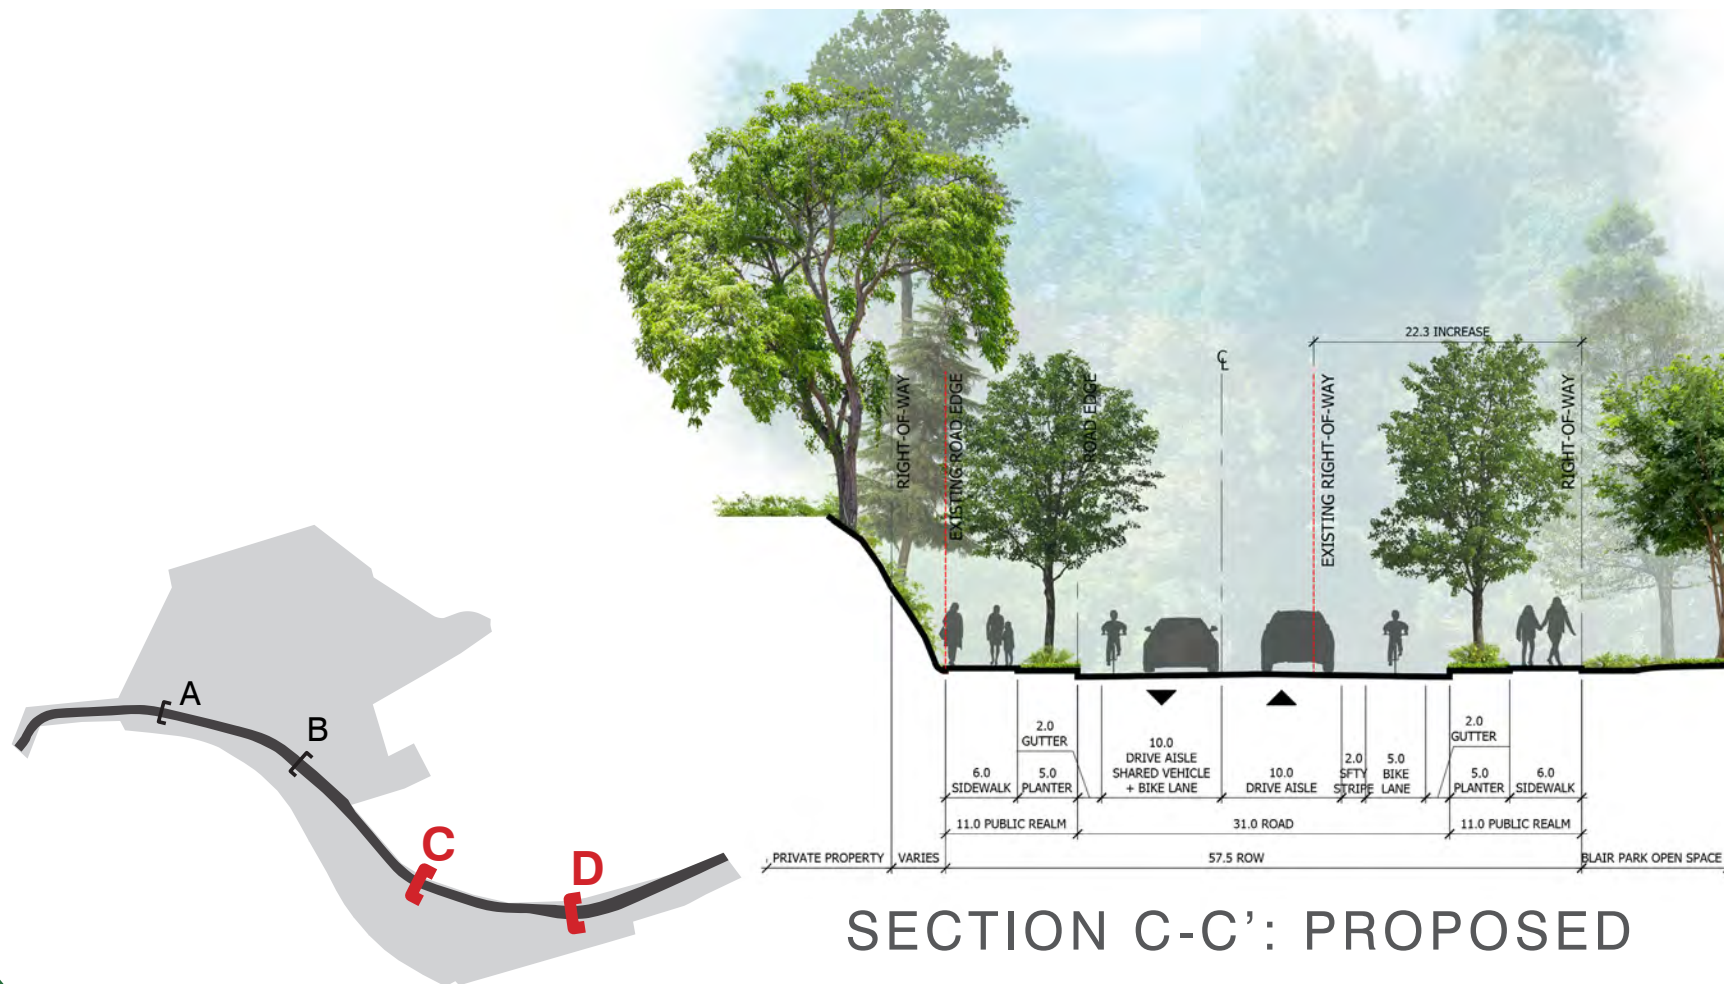 22.3 INCREASE
℄
RIGHT-OF-WAY
EXISTING ROAD EDGE
ROAD EDGE
EXISTING RIGHT-OF-WAY
RIGHT-OF-WAY
A
B
C
D
2.0
GUTTER
6.0
SIDEWALK
5.0
PLANTER
10.0
DRIVE AISLE
SHARED VEHICLE
+ BIKE LANE
10.0
DRIVE AISLE
2.0
SFTY
STRIPE
5.0
BIKE
LANE
2.0
GUTTER
5.0
PLANTER
6.0
SIDEWALK
11.0 PUBLIC REALM
31.0 ROAD
11.0 PUBLIC REALM
PRIVATE PROPERTY
VARIES
57.5 ROW
BLAIR PARK OPEN SPACE
SECTION C-C’: PROPOSED